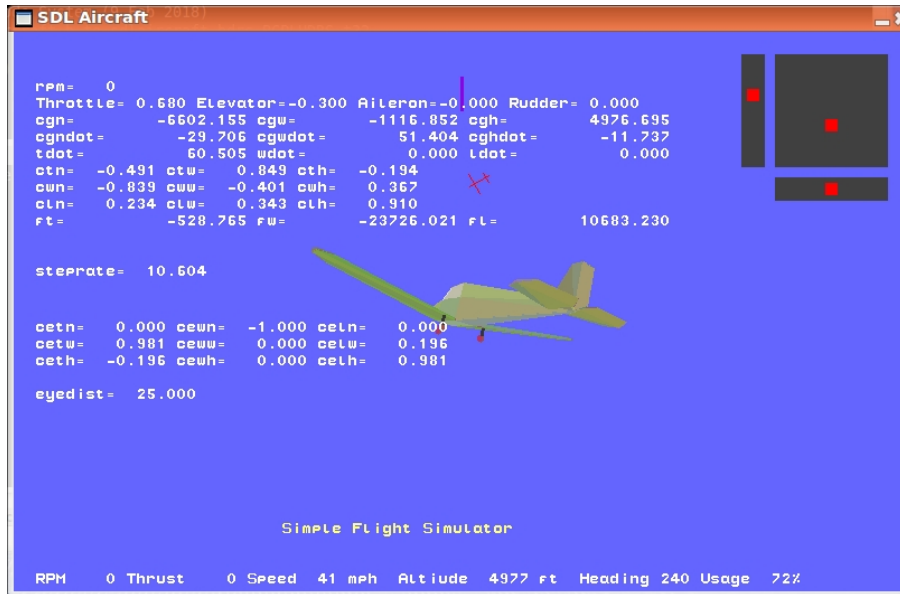 SDL Aircraft
rpm= 0
Throttle= 0.680 Elevator=-0.300 Aileron=-0.000 Rudder= 0.000
cgn= -6602.155 cgw= -1116.852 cgh= 4976.695
cgndot= -29.706 cgwdot= 51.404 cghdot= -11.737
tdot= 60.505 wdot= 0.000 ldot= 0.000
ctn= -0.491 ctw= 0.849 cth= -0.194
cwn= -0.839 cww= -0.401 cwh= 0.367
cln= 0.234 clw= 0.343 clh= 0.910
ft= -528.765 fw= -23726.021 fl= 10683.230
steprate= 10.604
cetn= 0.000 cewn= -1.000 celn= 0.000
cetw= 0.981 ceww= 0.000 celw= 0.196
ceth= -0.196 cewh= 0.000 celh= 0.981
eyedist= 25.000
Simple Flight Simulator
RPM 0 Thrust 0 Speed 41 mph Altiude 4977 ft Heading 240 Usage 72%